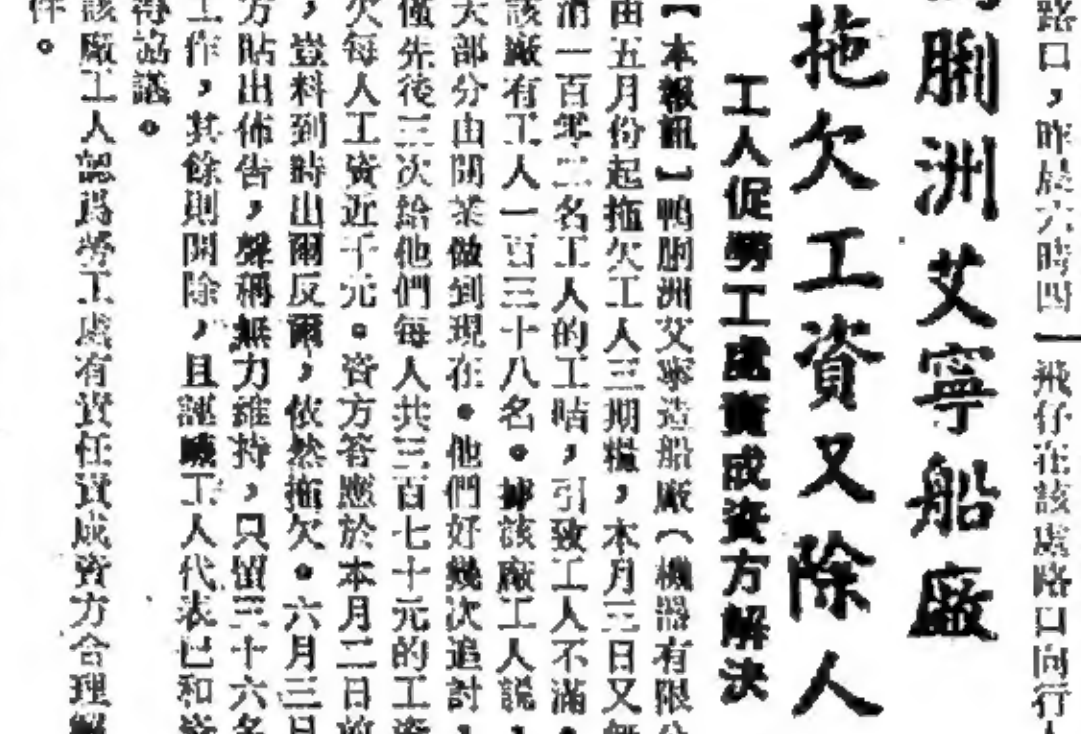 路口,昨晨六時四
飛仔在該處路口向行人
鴨脷洲艾寧船廠
拖欠工資又除人
工人促勞工處責成資方解決
【本報訊】鴨脷洲艾寧造船廠(機器有限公
由五月份起拖欠工人三期糧,本月三日又無
消一百零二名工人的工咭,引致工人不滿。
該廠有工人一百三十八名。據該廠工人說,
大部分由開業做到現在。他們好幾次追討,
僅先後三次給他們每人共三百七十元的工資
欠每人工資近千元。資方答應於本月二日前
,豈料到時出爾反爾,依然拖欠。六月三日
方貼出佈告,聲稱無力維持,只留三十六名
工作,其餘則開除,且誣衊工人代表已和資
得協議。
該廠工人認爲勞工處有責任責成資方合理解
件。